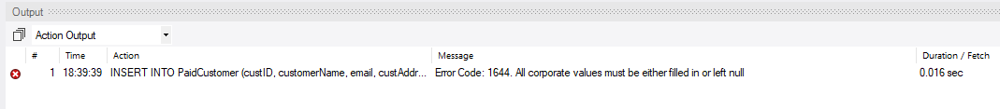 Output
Action Output
# Time Action Message Duration / Fetch
1 18:39:39 INSERT INTO PaidCustomer (custID, customerName, email, custAddr... Error Code: 1644. All corporate values must be either filled in or left null 0.016 sec